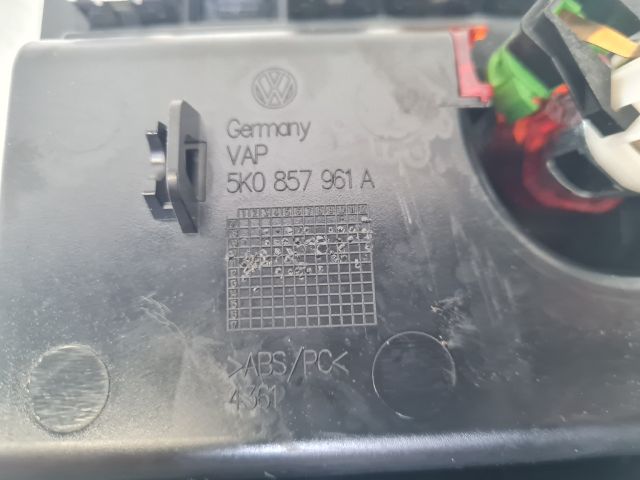 Germany
VAP
5K0 857 961 A
>ABS/PC<
4361